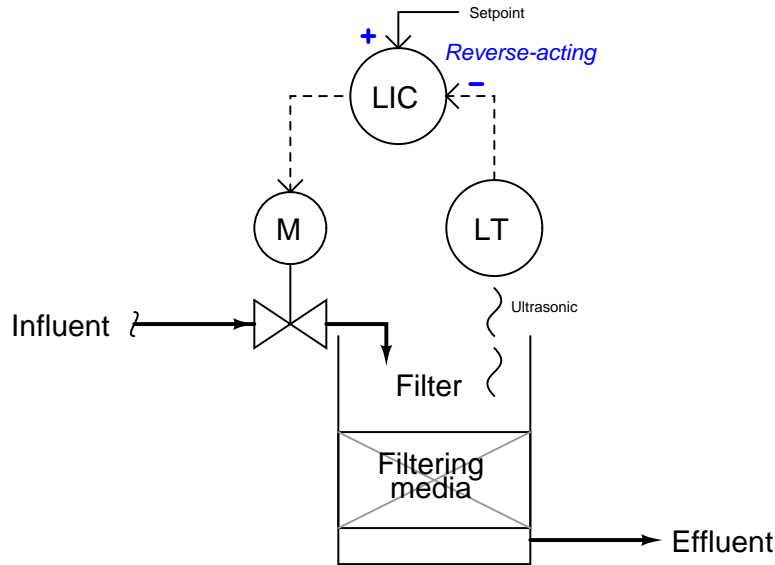 Setpoint
+
Reverse-acting
LIC
−
M
LT
Ultrasonic
Influent
Filter
Filtering
media
Effluent